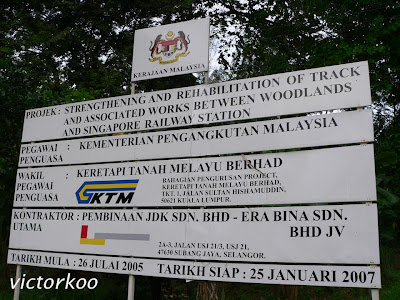 KERAJAAN MALAYSIA
PROJEK : STRENGTHENING AND REHABILITATION OF TRACK
AND ASSOCIATED WORKS BETWEEN WOODLANDS
AND SINGAPORE RAILWAY STATION
PEGAWAI : KEMENTERIAN PENGANGKUTAN MALAYSIA
PENGUASA
WAKIL : KERETAPI TANAH MELAYU BERHAD
PEGAWAI
PENGUASA
KTM
BAHAGIAN PENGURUSAN PROJEK,
KERETAPI TANAH MELAYU BERHAD,
TKT. 1, JALAN SULTAN HISHAMUDDIN,
50621 KUALA LUMPUR.
KONTRAKTOR : PEMBINAAN JDK SDN. BHD - ERA BINA SDN.
UTAMA BHD JV
2A-3, JALAN USJ 21/3, USJ 21,
47630 SUBANG JAYA, SELANGOR.
TARIKH MULA : 26 JULAI 2005 TARIKH SIAP : 25 JANUARI 2007
victorkoo